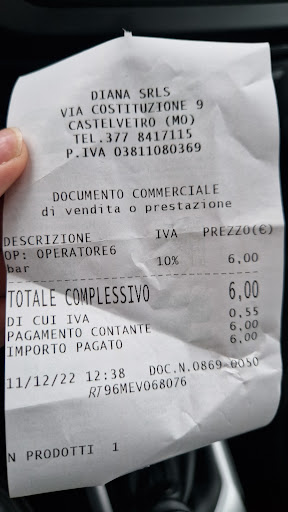 DIANA SRLS
VIA COSTITUZIONE 9
CASTELVETRO (MO)
TEL.377 8417115
P.IVA 03811080369
DOCUMENTO COMMERCIALE
di vendita o prestazione
DESCRIZIONE IVA PREZZO(€)
OP: OPERATORE6
bar 10% 6,00
TOTALE COMPLESSIVO 6,00
DI CUI IVA 0,55
PAGAMENTO CONTANTE 6,00
IMPORTO PAGATO 6,00
11/12/22 12:38 DOC.N.0869-0050
RT96MEV068076
N PRODOTTI 1